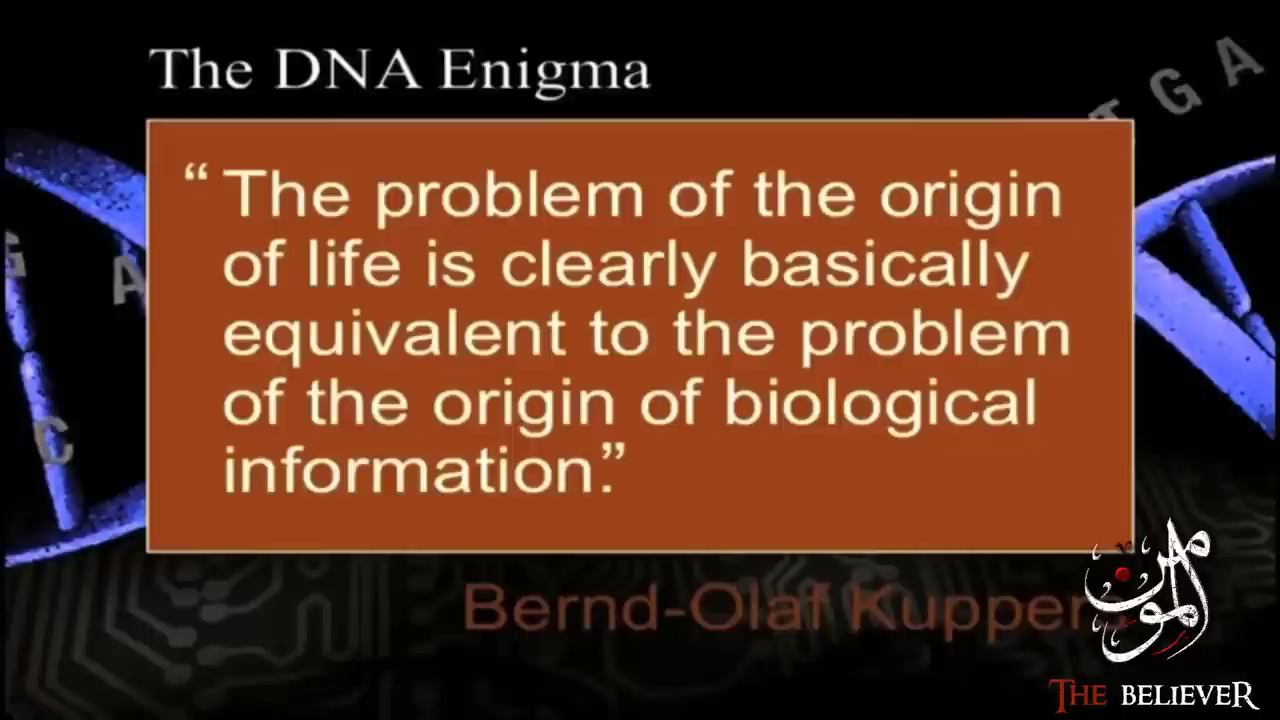 The DNA Enigma
T G A
“ The problem of the origin
of life is clearly basically
equivalent to the problem
of the origin of biological
information.”
G
A
C
Bernd-Olaf Kupper
المؤمن
THE BELIEVER